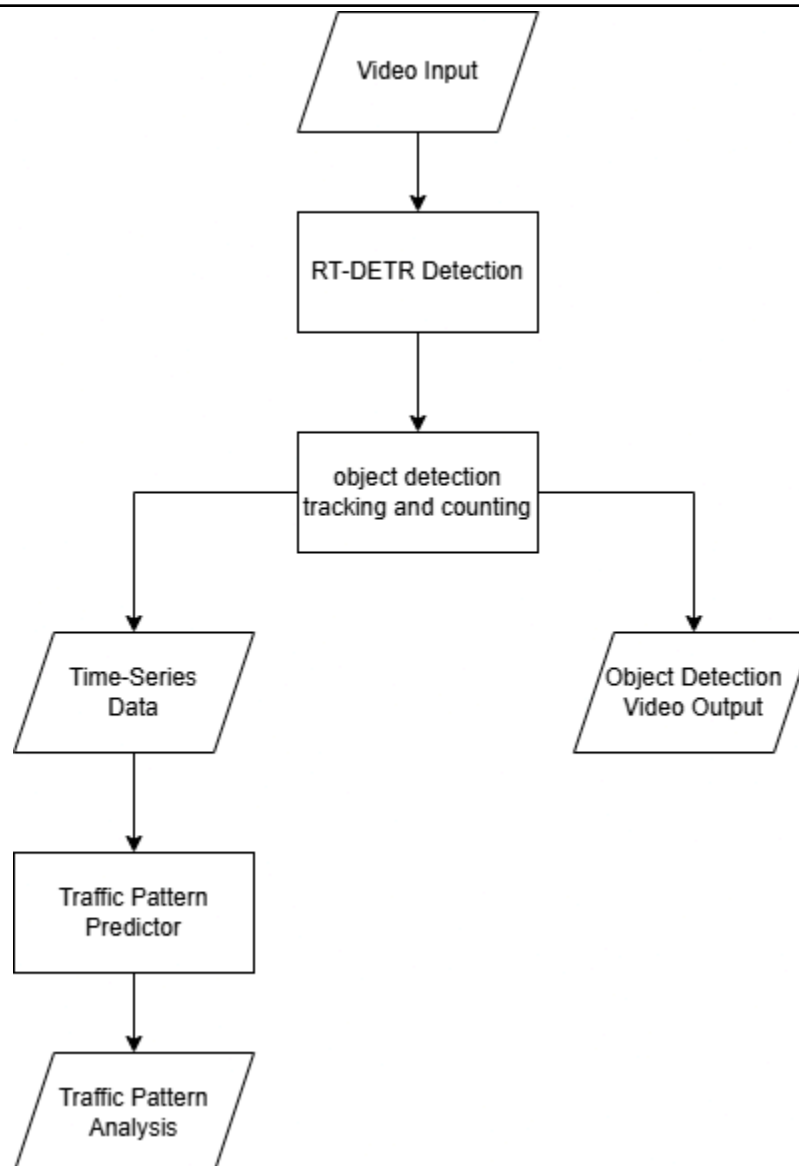 Video Input
RT-DETR Detection
object detection
tracking and counting
Time-Series
Data
Object Detection
Video Output
Traffic Pattern
Predictor
Traffic Pattern
Analysis